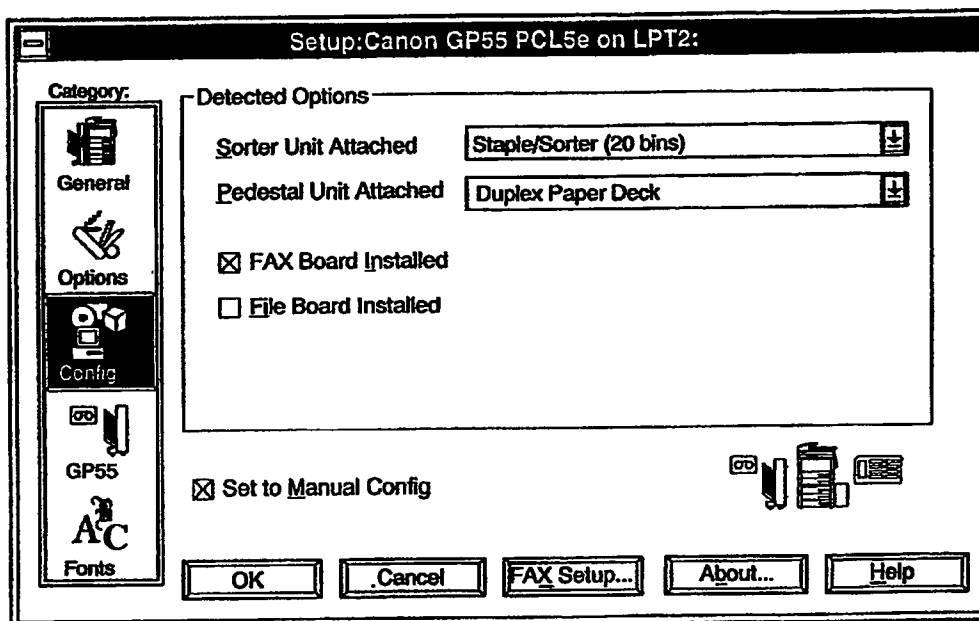 Setup:Canon GP55 PCL5e on LPT2:
Category:
General
Options
Config
GP55
Fonts
Detected Options
Sorter Unit Attached
Staple/Sorter (20 bins)
Pedestal Unit Attached
Duplex Paper Deck
FAX Board Installed
File Board Installed
Set to Manual Config
OK
Cancel
FAX Setup...
About...
Help